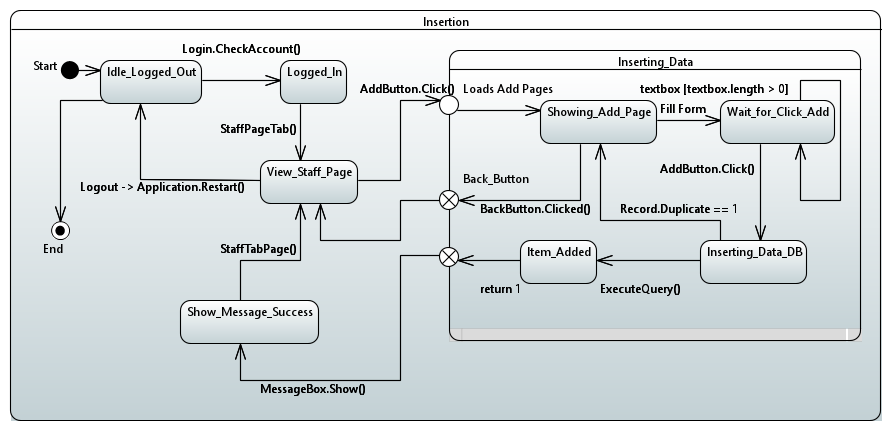 Insertion
Login.CheckAccount()
Start
Idle_Logged_Out
Logged_In
Inserting_Data
AddButton.Click()
Loads Add Pages
textbox [textbox.length > 0]
Showing_Add_Page
Fill Form
Wait_for_Click_Add
StaffPageTab()
View_Staff_Page
AddButton.Click()
Logout -> Application.Restart()
Back_Button
BackButton.Clicked()
Record.Duplicate == 1
End
StaffTabPage()
Item_Added
Inserting_Data_DB
return 1
ExecuteQuery()
Show_Message_Success
MessageBox.Show()